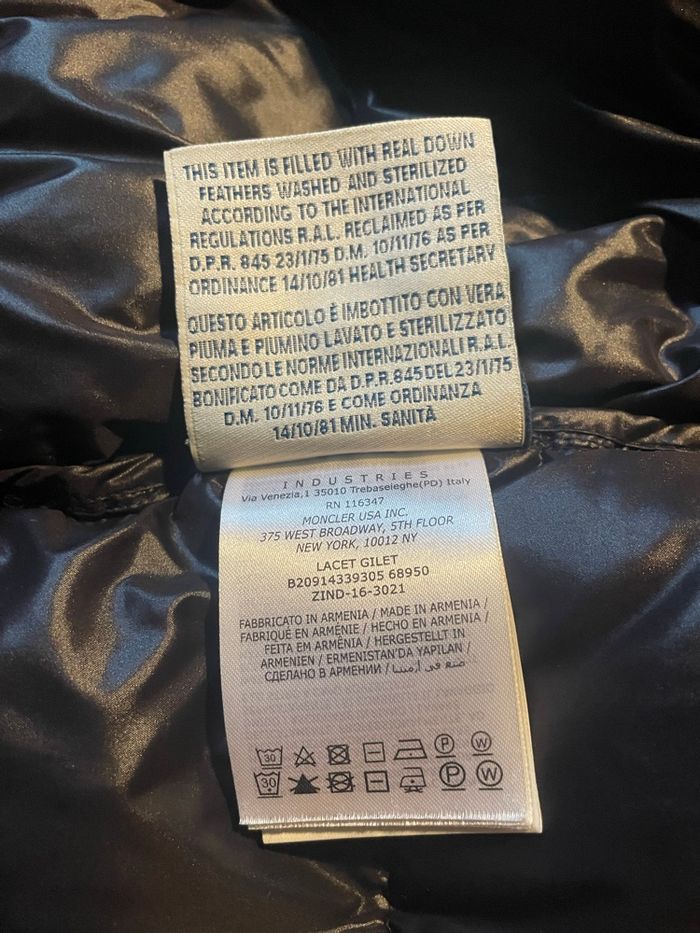 THIS ITEM IS FILLED WITH REAL DOWN
FEATHERS WASHED AND STERILIZED
ACCORDING TO THE INTERNATIONAL
REGULATIONS R.A.L. RECLAIMED AS PER
D.P.R. 845 23/1/75 D.M. 10/11/76 AS PER
ORDINANCE 14/10/81 HEALTH SECRETARY
QUESTO ARTICOLO È IMBOTTITO CON VERA
PIUMA E PIUMINO LAVATO E STERILIZZATO
SECONDO LE NORME INTERNAZIONALI R.A.L.
BONIFICATO COME DA D.P.R.845 DEL 23/1/75
D.M. 10/11/76 E COME ORDINANZA
14/10/81 MIN. SANITÀ
INDUSTRIES
Via Venezia,1 35010 Trebaseleghe(PD) Italy
RN 116347
MONCLER USA INC.
375 WEST BROADWAY, 5TH FLOOR
NEW YORK, 10012 NY
LACET GILET
B20914339305 68950
ZIND-16-3021
FABBRICATO IN ARMENIA / MADE IN ARMENIA /
FABRIQUÉ EN ARMÉNIE / HECHO EN ARMENIA /
FEITA EM ARMÊNIA / HERGESTELLT IN
ARMENIEN / ERMENISTAN'DA YAPILAN /
СДЕЛАНО В АРМЕНИИ / صنع في ارمينيا
30 P W
30 P W